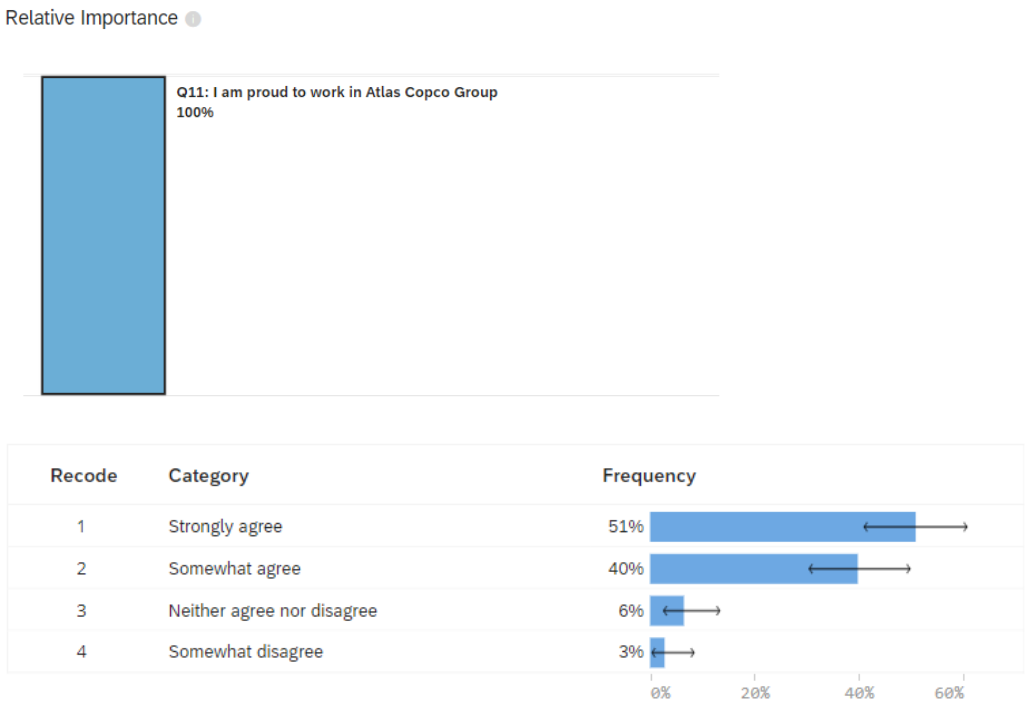 Relative Importance
Q11: I am proud to work in Atlas Copco Group
100%
Recode Category Frequency
1 Strongly agree 51%
2 Somewhat agree 40%
3 Neither agree nor disagree 6%
4 Somewhat disagree 3%
0% 20% 40% 60%